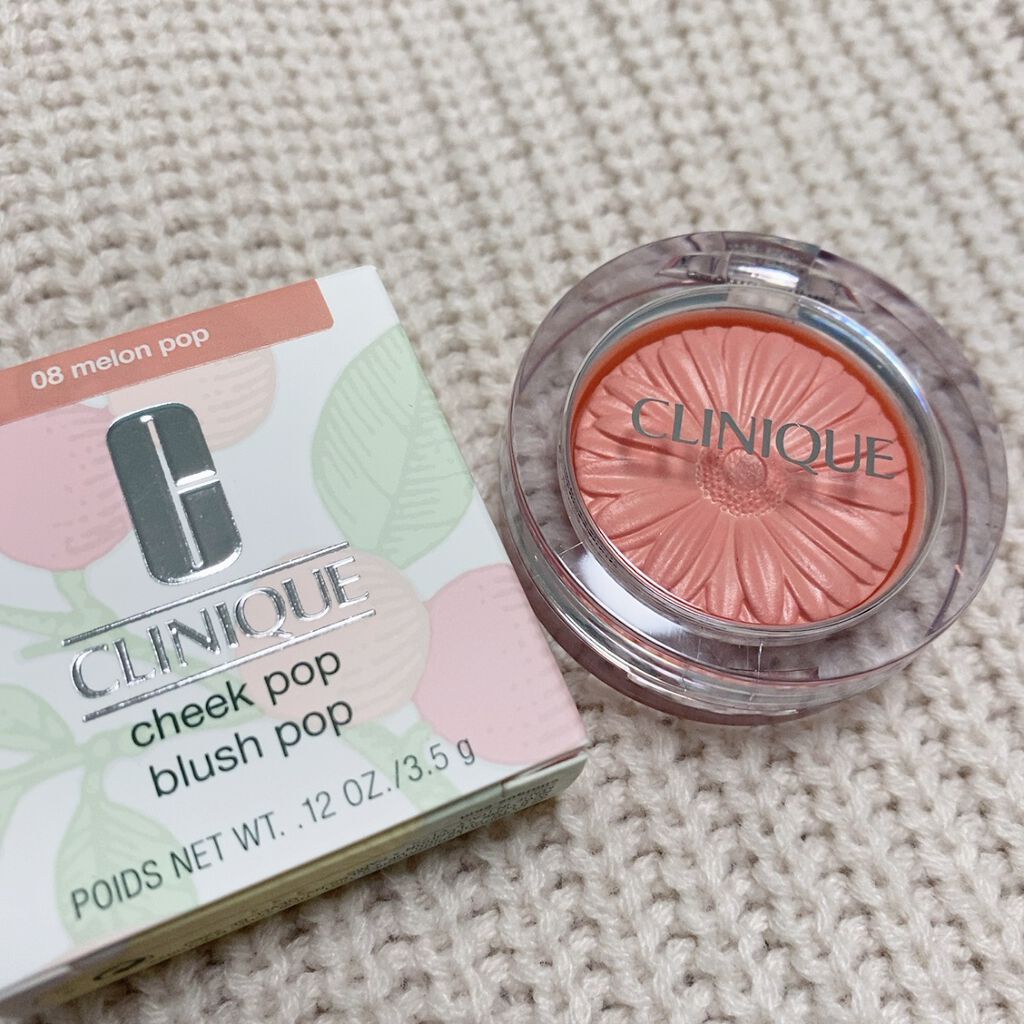 08 melon pop
CLINIQUE
cheek pop
blush pop
POIDS NET WT. .12 OZ./3.5 g
CLINIQUE